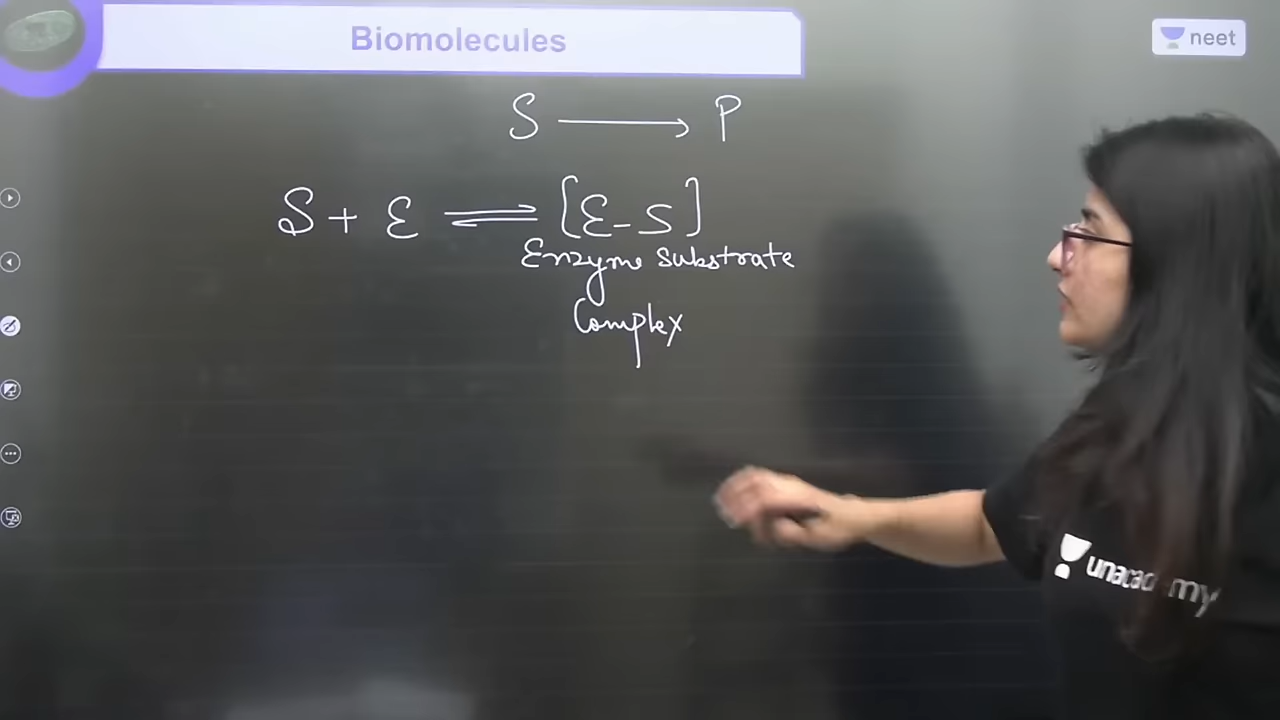 Biomolecules
neet
S ⟶ P
S + E ⇌ [E-S]
Enzyme substrate
Complex
unacademy